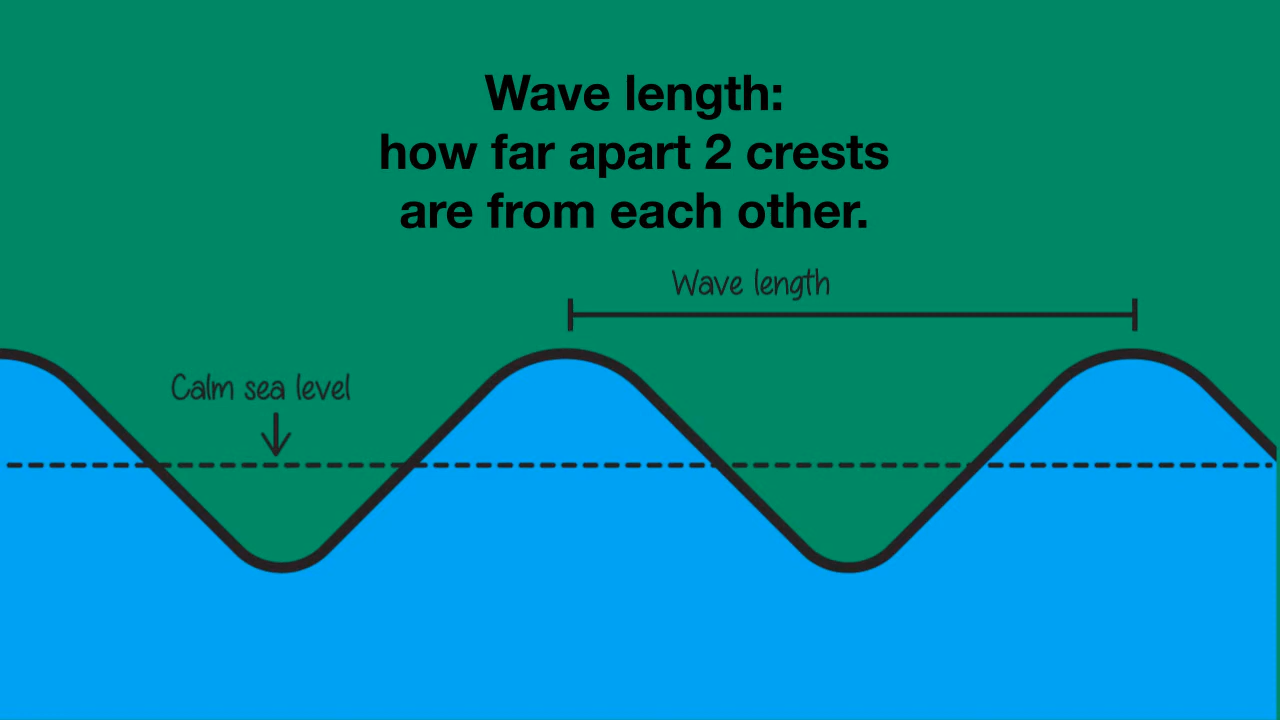 Wave length:
how far apart 2 crests
are from each other.
Wave length
Calm sea level